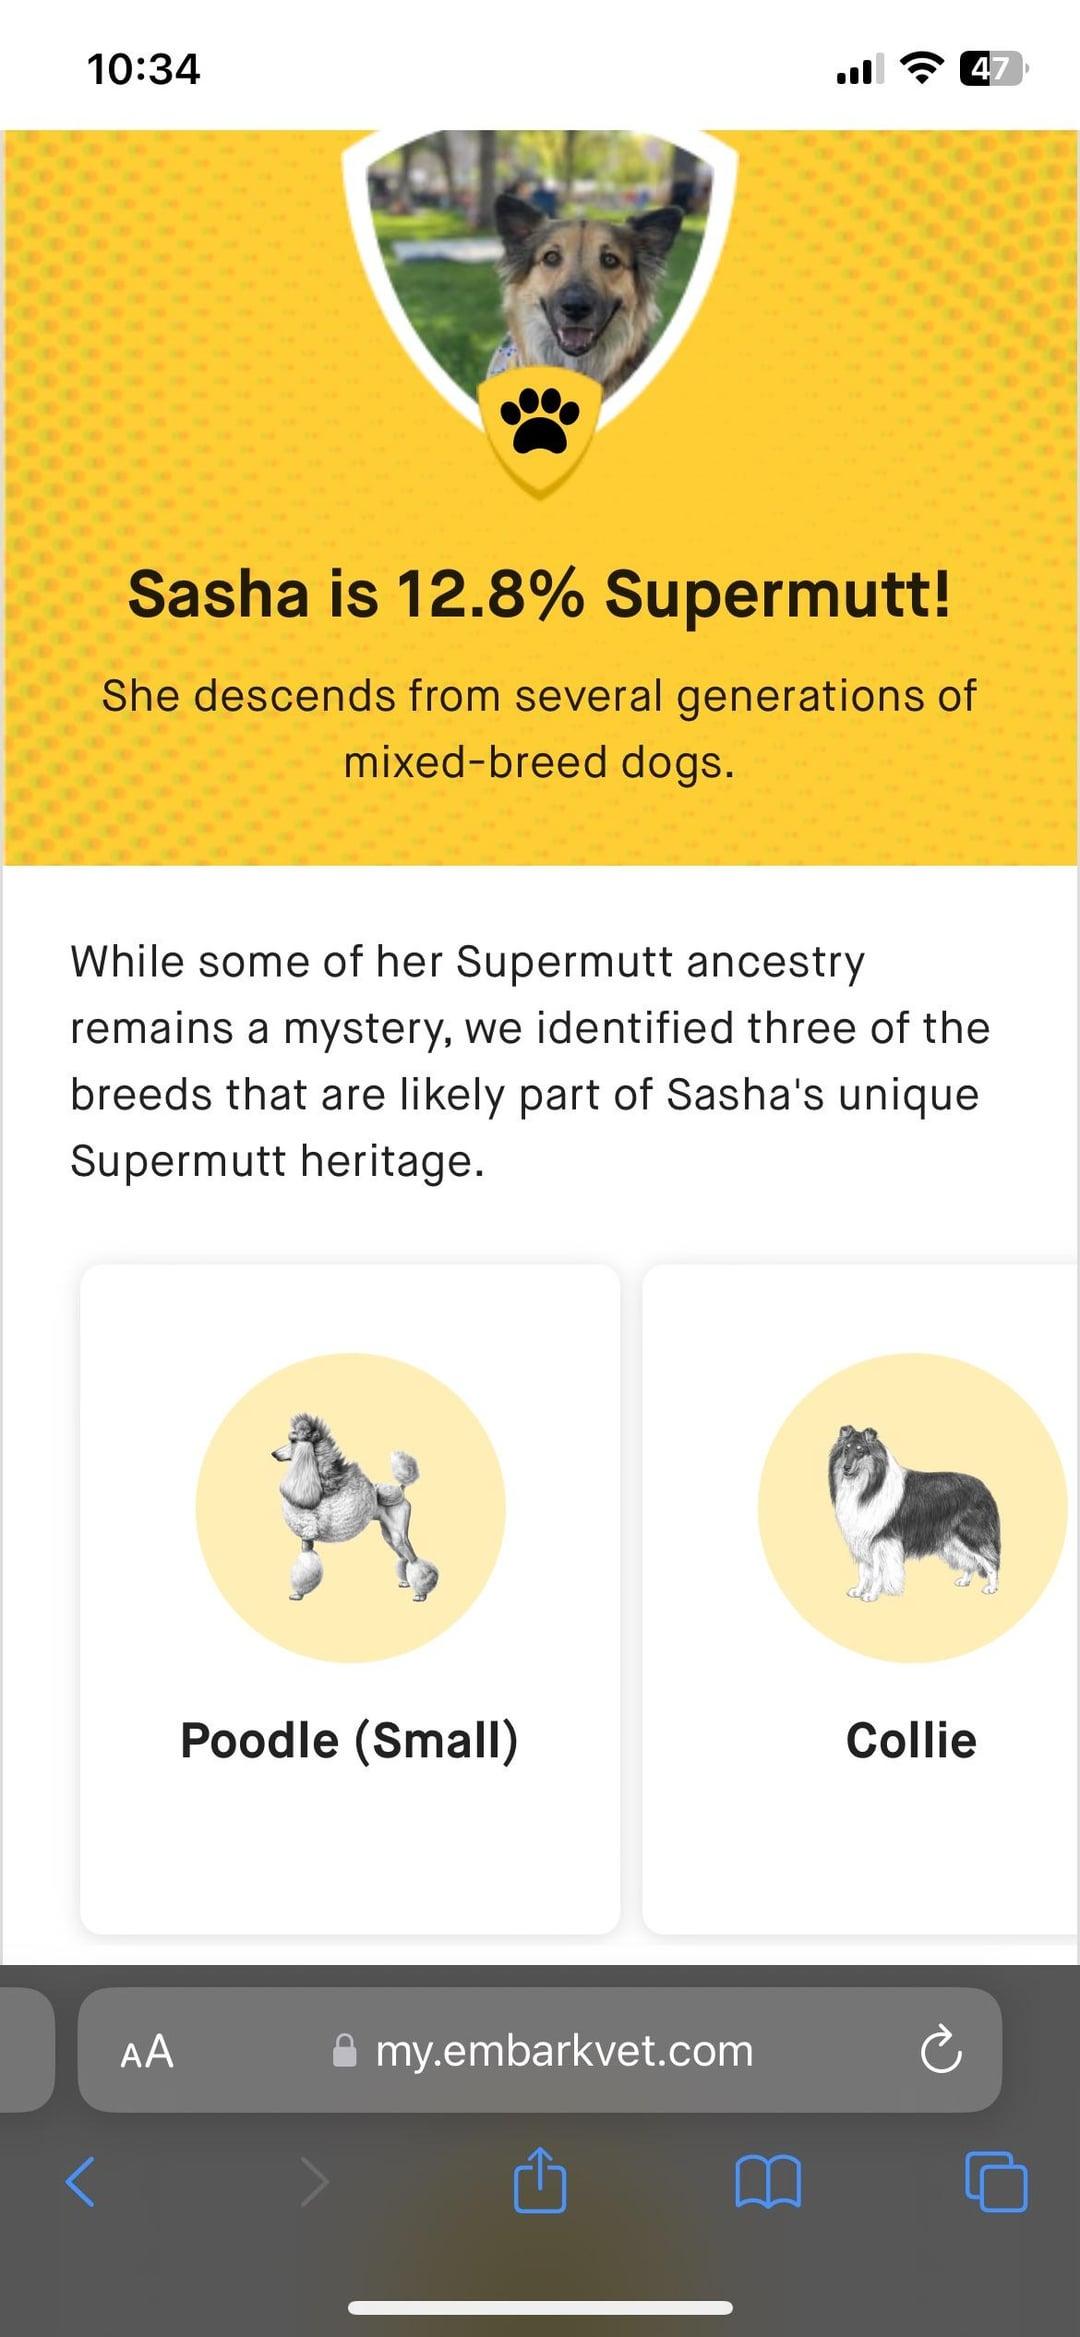 10:34
47
Sasha is 12.8% Supermutt!
She descends from several generations of
mixed-breed dogs.
While some of her Supermutt ancestry
remains a mystery, we identified three of the
breeds that are likely part of Sasha's unique
Supermutt heritage.
Poodle (Small)
Collie
AA
my.embarkvet.com